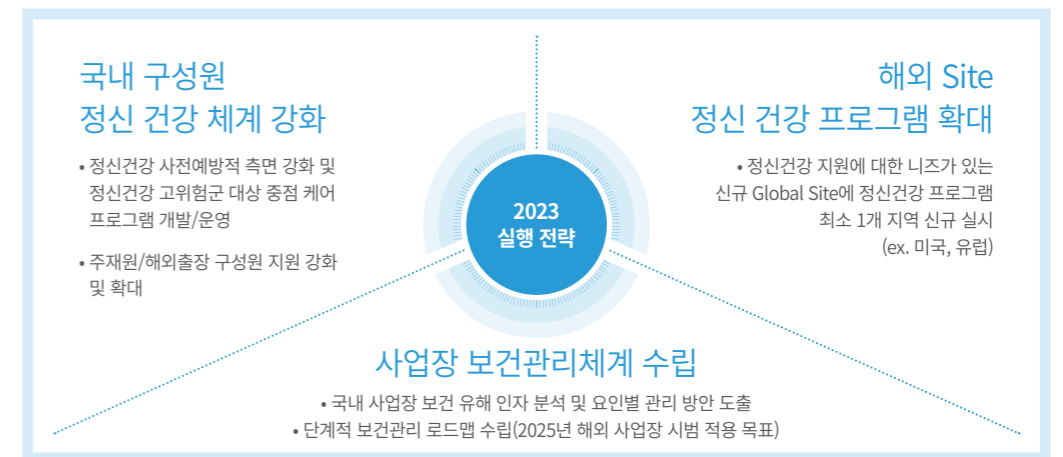 국내 구성원
정신 건강 체계 강화
• 정신건강 사전예방적 측면 강화 및
정신건강 고위험군 대상 중점 케어
프로그램 개발/운영
• 주재원/해외출장 구성원 지원 강화
및 확대
2023
실행 전략
해외 Site
정신 건강 프로그램 확대
• 정신건강 지원에 대한 니즈가 있는
신규 Global Site에 정신건강 프로그램
최소 1개 지역 신규 실시
(ex. 미국, 유럽)
사업장 보건관리체계 수립
• 국내 사업장 보건 유해 인자 분석 및 요인별 관리 방안 도출
• 단계적 보건관리 로드맵 수립(2025년 해외 사업장 시범 적용 목표)